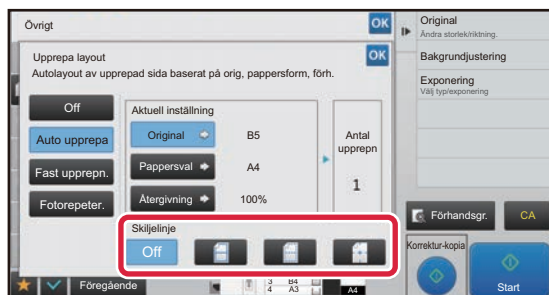 Övrigt
OK
Upprepa layout
OK
Autolayout av upprepad sida baserat på orig, pappersform, förh.
Off
Auto upprepa
Fast upprepn.
Fotorepeter.
Aktuell inställning
Original
B5
Pappersval
A4
Återgivning
100%
Antal
upprepn
1
Skiljelinje
Off
Föregående
3 B4
4 A3
A4
Original
Ändra storlek/riktning.
Bakgrundjustering
Exponering
Välj typ/exponering
Förhandsgr.
CA
Korrektur-kopia
Start